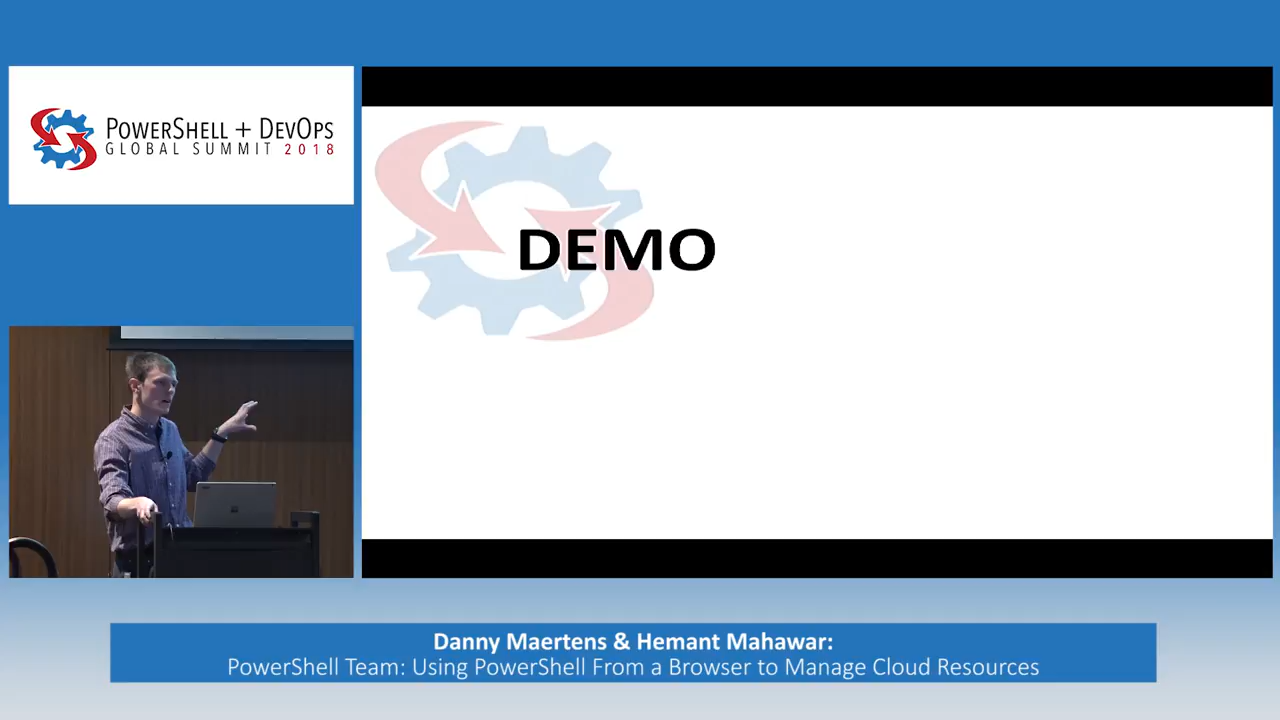 POWERSHELL + DEVOPS
GLOBAL SUMMIT 2018
DEMO
Danny Maertens & Hemant Mahawar:
PowerShell Team: Using PowerShell From a Browser to Manage Cloud Resources